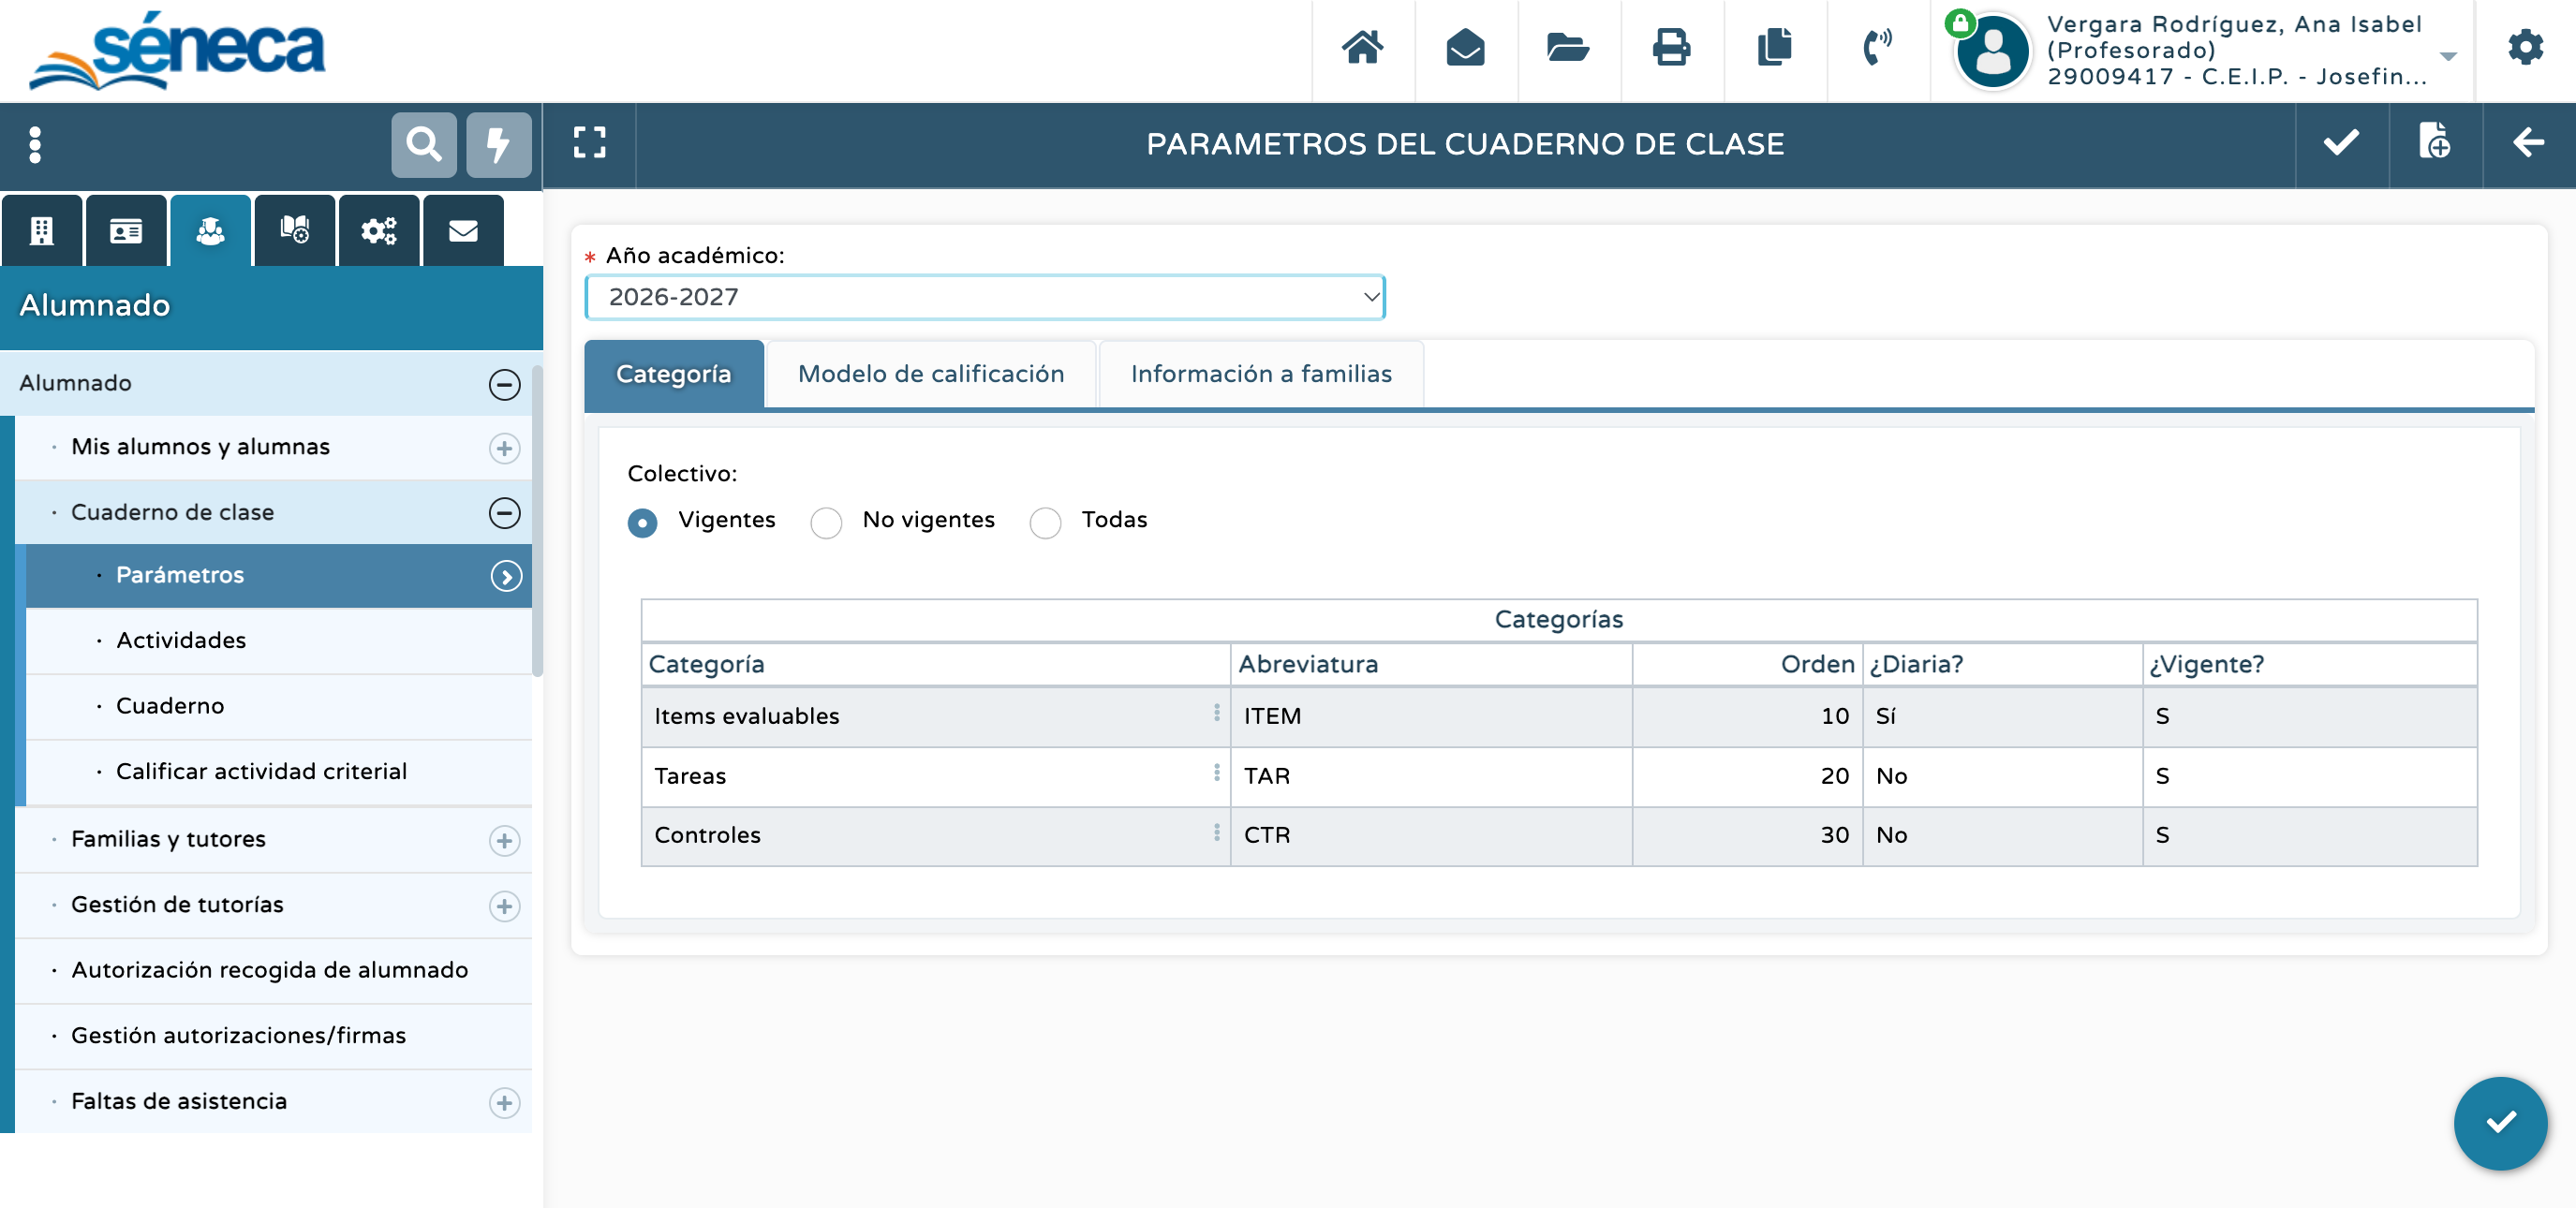 séneca
Vergara Rodríguez, Ana Isabel
(Profesorado)
29009417 - C.E.I.P. - Josefin...
PARAMETROS DEL CUADERNO DE CLASE
Alumnado
Alumnado
· Mis alumnos y alumnas
· Cuaderno de clase
· Parámetros
· Actividades
· Cuaderno
· Calificar actividad criterial
· Familias y tutores
· Gestión de tutorías
· Autorización recogida de alumnado
· Gestión autorizaciones/firmas
· Faltas de asistencia
* Año académico:
2026-2027
Categoría Modelo de calificación Información a familias
Colectivo:
Vigentes No vigentes Todas
Categorías
Categoría Abreviatura Orden ¿Diaria? ¿Vigente?
Items evaluables ITEM 10 Sí S
Tareas TAR 20 No S
Controles CTR 30 No S